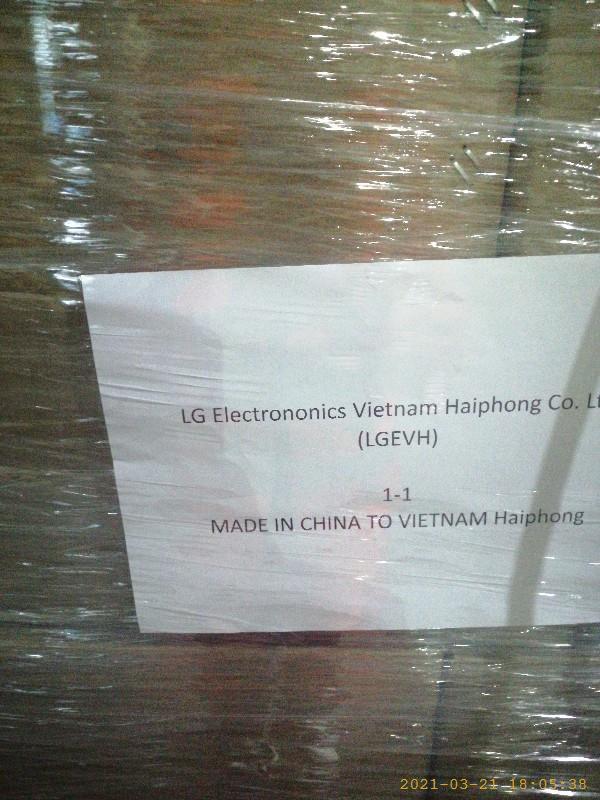 LG Electrononics Vietnam Haiphong Co. Lt
(LGEVH)
1-1
MADE IN CHINA TO VIETNAM Haiphong
2021-03-21 18:05:38